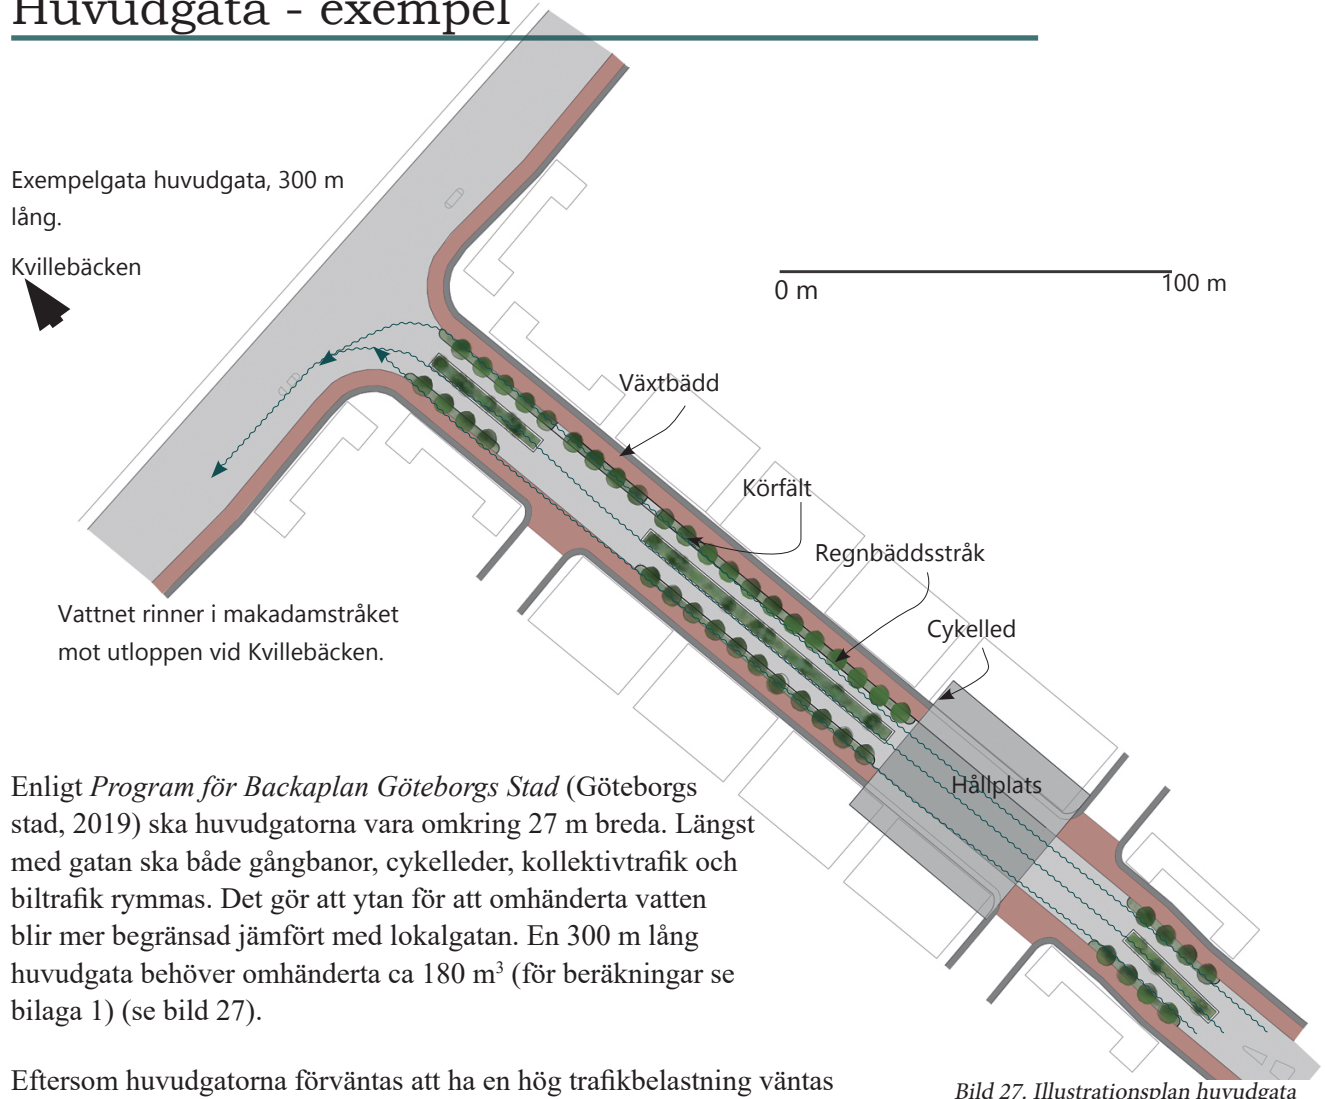 Huvudgata - exempel
Exempelgata huvudgata, 300 m
lång.
Kvillebäcken
0 m
100 m
Växtbädd
Körfält
Regnbäddsstråk
Cykelled
Hållplats
Vattnet rinner i makadamstråket
mot utloppen vid Kvillebäcken.
Enligt Program för Backaplan Göteborgs Stad (Göteborgs
stad, 2019) ska huvudgatorna vara omkring 27 m breda. Längst
med gatan ska både gångbanor, cykelleder, kollektivtrafik och
biltrafik rymmas. Det gör att ytan för att omhänderta vatten
blir mer begränsad jämfört med lokalgatan. En 300 m lång
huvudgata behöver omhänderta ca 180 m³ (för beräkningar se
bilaga 1) (se bild 27).
Eftersom huvudgatorna förväntas att ha en hög trafikbelastning väntas
Bild 27. Illustrationsplan huvudgata